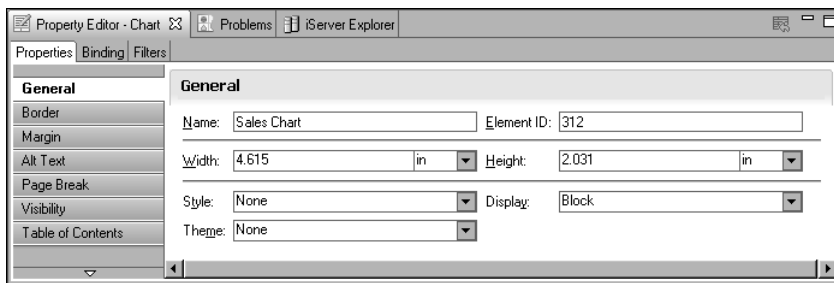 Property Editor - Chart Problems iServer Explorer
Properties Binding Filters
General
Border
Margin
Alt Text
Page Break
Visibility
Table of Contents
General
Name: Sales Chart Element ID: 312
Width: 4.615 in Height: 2.031 in
Style: None Display: Block
Theme: None